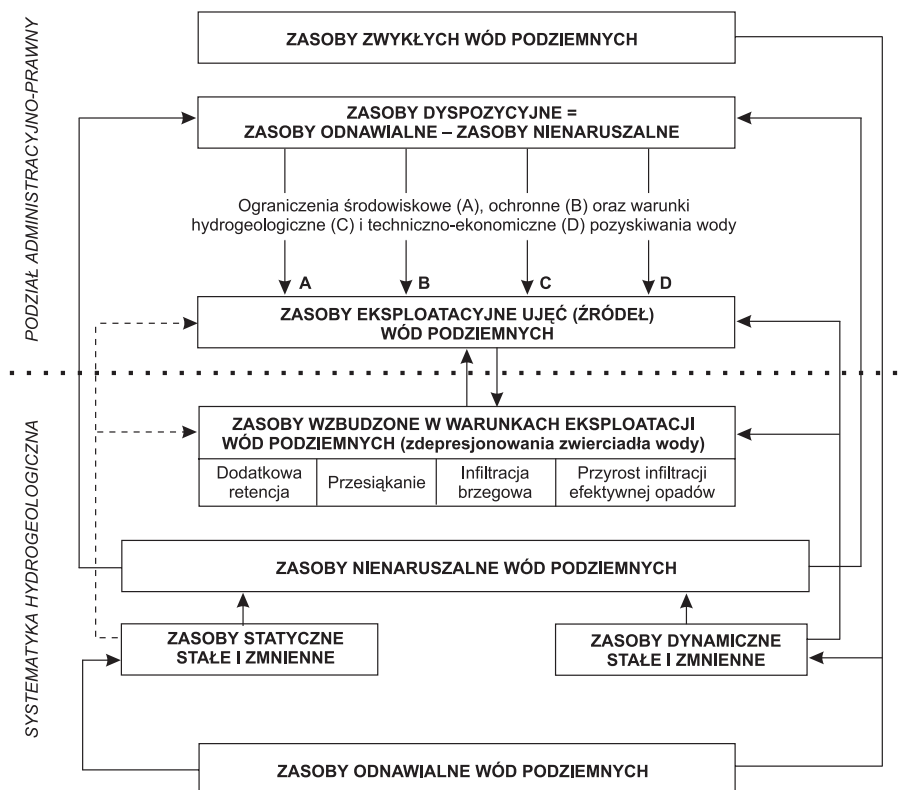 PODZIAŁ ADMINISTRACYJNO-PRAWNY
ZASOBY ZWYKŁYCH WÓD PODZIEMNYCH
ZASOBY DYSPOZYCYJNE =
ZASOBY ODNAWIALNE – ZASOBY NIENARUSZALNE
Ograniczenia środowiskowe (A), ochronne (B) oraz warunki
hydrogeologiczne (C) i techniczno-ekonomiczne (D) pozyskiwania wody
A B C D
ZASOBY EKSPLOATACYJNE UJĘĆ (ŹRÓDEŁ)
WÓD PODZIEMNYCH
SYSTEMATYKA HYDROGEOLOGICZNA
ZASOBY WZBUDZONE W WARUNKACH EKSPLOATACJI
WÓD PODZIEMNYCH (zdepresjonowania zwierciadła wody)
Dodatkowa
retencja
Przesiąkanie
Infiltracja
brzegowa
Przyrost infiltracji
efektywnej opadów
ZASOBY NIENARUSZALNE WÓD PODZIEMNYCH
ZASOBY STATYCZNE
STAŁE I ZMNIENNE
ZASOBY DYNAMICZNE
STAŁE I ZMNIENNE
ZASOBY ODNAWIALNE WÓD PODZIEMNYCH